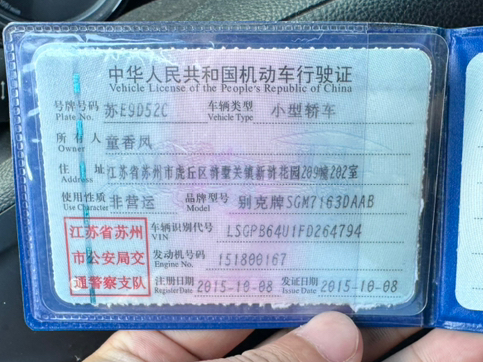 中华人民共和国机动车行驶证
Vehicle License of the People's Republic of China
号牌号码 苏E9D52C 车辆类型 小型轿车
Plate No. Vehicle Type
所有人 童香凤
Owner
住址 江苏省苏州市虎丘区浒墅关镇新浒花园209幢202室
Address
使用性质 非营运 品牌型号 别克牌SGM7163DAAB
Use Character Model
江苏省苏州 车辆识别代号 LSGPB64U1FD264794
VIN
市公安局交 发动机号码 151800167
Engine No.
通警察支队 注册日期 2015-10-08 发证日期 2015-10-08
Register Date Issue Date